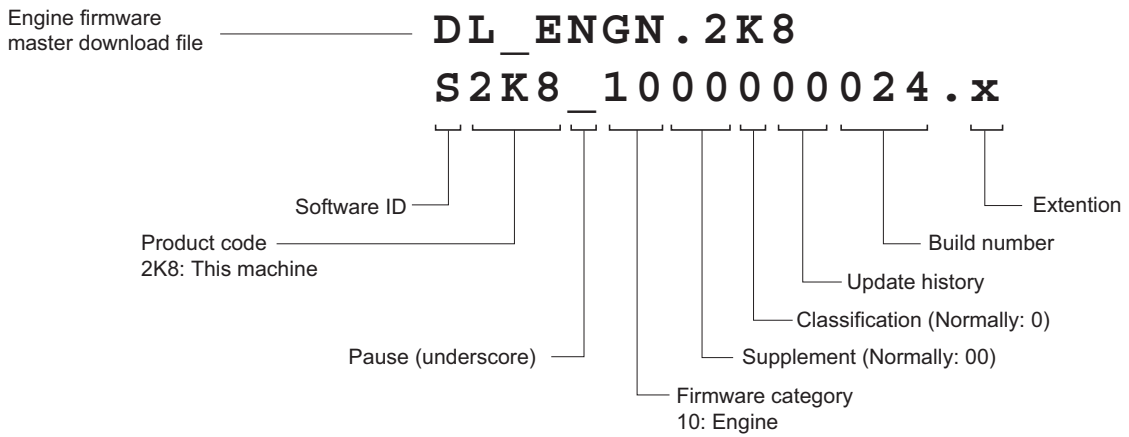 Engine firmware
master download file
DL_ENGN.2K8
S2K8_1000000024.x
Software ID
Extention
Product code
2K8: This machine
Build number
Update history
Classification (Normally: 0)
Pause (underscore)
Supplement (Normally: 00)
Firmware category
10: Engine